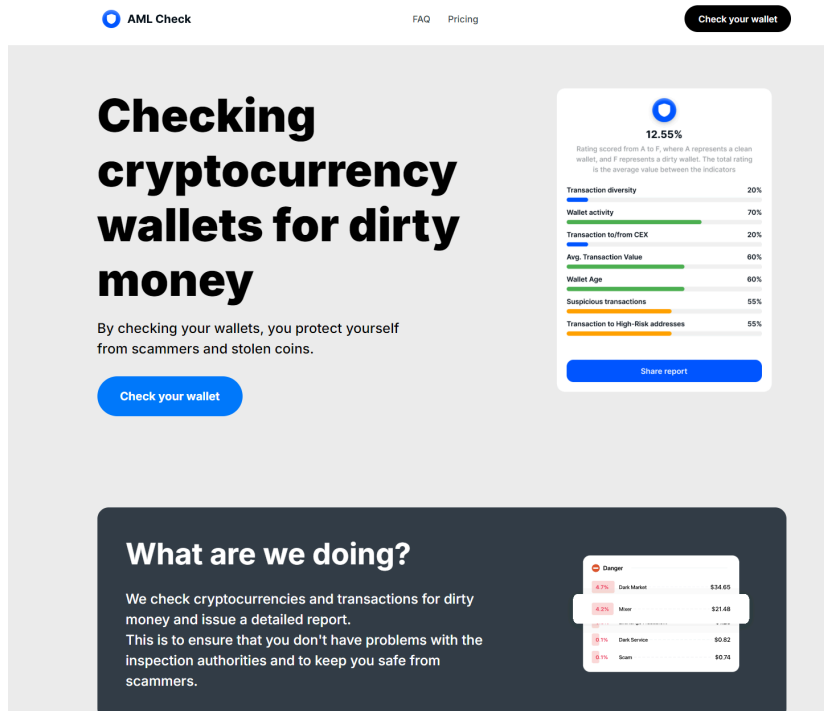 AML Check
FAQ
Pricing
Check your wallet
Checking
cryptocurrency
wallets for dirty
money
By checking your wallets, you protect yourself
from scammers and stolen coins.
Check your wallet
12.55%
Rating scored from A to F, where A represents a clean
wallet, and F represents a dirty wallet. The total rating
is the average value between the indicators
Transaction diversity 20%
Wallet activity 70%
Transaction to/from CEX 20%
Avg. Transaction Value 60%
Wallet Age 60%
Suspicious transactions 55%
Transaction to High-Risk addresses 55%
Share report
What are we doing?
We check cryptocurrencies and transactions for dirty
money and issue a detailed report.
This is to ensure that you don't have problems with the
inspection authorities and to keep you safe from
scammers.
Danger
4.7% Dark Market $34.65
4.2% Mixer $21.48
0.1% Dark Service $0.82
0.1% Scam $0.74